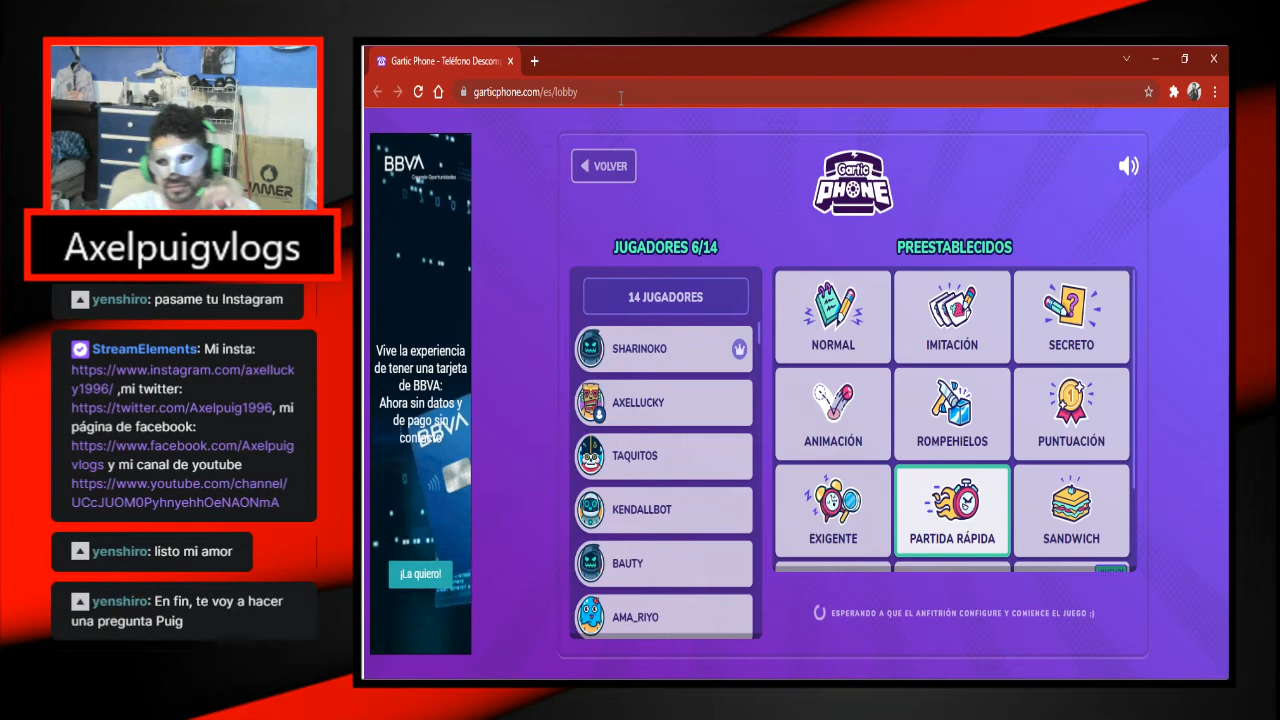 Axelpuigvlogs
yenshiro: pasame tu Instagram
StreamElements: Mi insta:
https://www.instagram.com/axelluck
y1996/ ,mi twitter:
https://twitter.com/Axelpuig1996, mi
página de facebook:
https://www.facebook.com/Axelpuig
vlogs y mi canal de youtube
https://www.youtube.com/channel/
UCcJUOM0PyhnyehhOeNAONmA
yenshiro: listo mi amor
yenshiro: En fin, te voy a hacer
una pregunta Puig
JAMER
Gartic Phone - Teléfono Descom
garticphone.com/es/lobby
BBVA
Creando Oportunidades
Vive la experiencia
de tener una tarjeta
de BBVA:
Ahora sin datos y
de pago sin
contacto
BBVA
¡La quiero!
VOLVER
Gartic
PHONE
JUGADORES 6/14
14 JUGADORES
SHARINOKO
AXELLUCKY
TAQUITOS
KENDALLBOT
BAUTY
AMA_RIYO
PREESTABLECIDOS
NORMAL
IMITACIÓN
SECRETO
ANIMACIÓN
ROMPEHIELOS
PUNTUACIÓN
EXIGENTE
PARTIDA RÁPIDA
SANDWICH
ESPERANDO A QUE EL ANFITRIÓN CONFIGURE Y COMIENCE EL JUEGO ;)